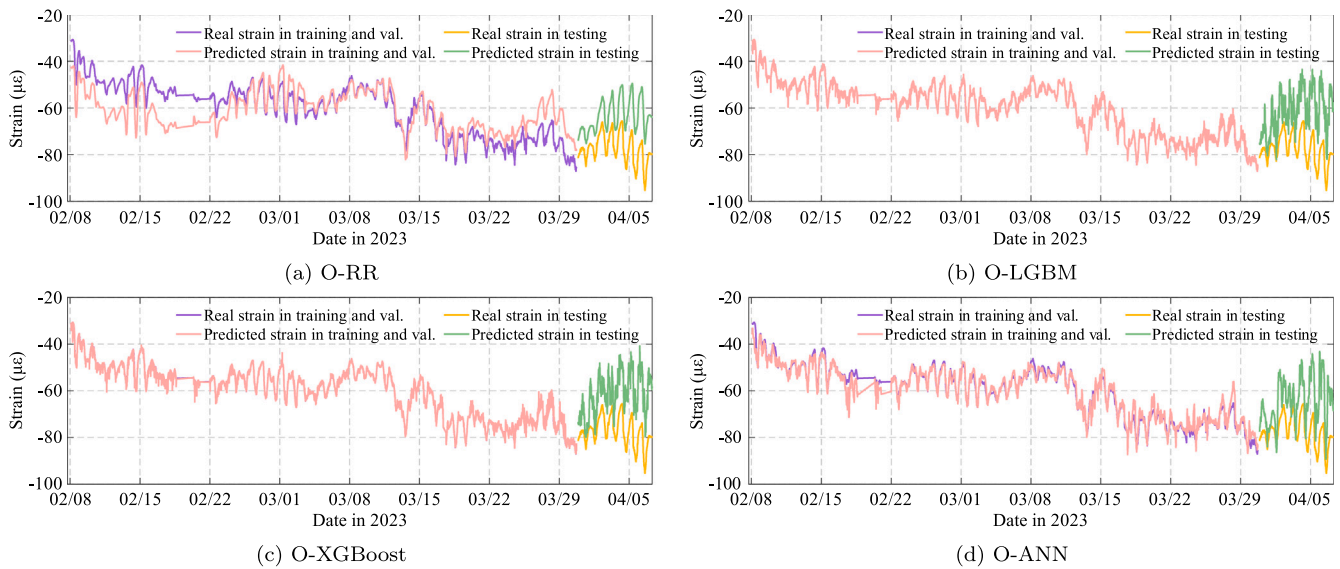 -20
-40
-60
-80
-100
Strain (με)
Real strain in training and val.
Predicted strain in training and val.
Real strain in testing
Predicted strain in testing
02/08 02/15 02/22 03/01 03/08 03/15 03/22 03/29 04/05
Date in 2023
(a) O-RR
-20
-40
-60
-80
-100
Strain (με)
Real strain in training and val.
Predicted strain in training and val.
Real strain in testing
Predicted strain in testing
02/08 02/15 02/22 03/01 03/08 03/15 03/22 03/29 04/05
Date in 2023
(b) O-LGBM
-20
-40
-60
-80
-100
Strain (με)
Real strain in training and val.
Predicted strain in training and val.
Real strain in testing
Predicted strain in testing
02/08 02/15 02/22 03/01 03/08 03/15 03/22 03/29 04/05
Date in 2023
(c) O-XGBoost
-20
-40
-60
-80
-100
Strain (με)
Real strain in training and val.
Predicted strain in training and val.
Real strain in testing
Predicted strain in testing
02/08 02/15 02/22 03/01 03/08 03/15 03/22 03/29 04/05
Date in 2023
(d) O-ANN